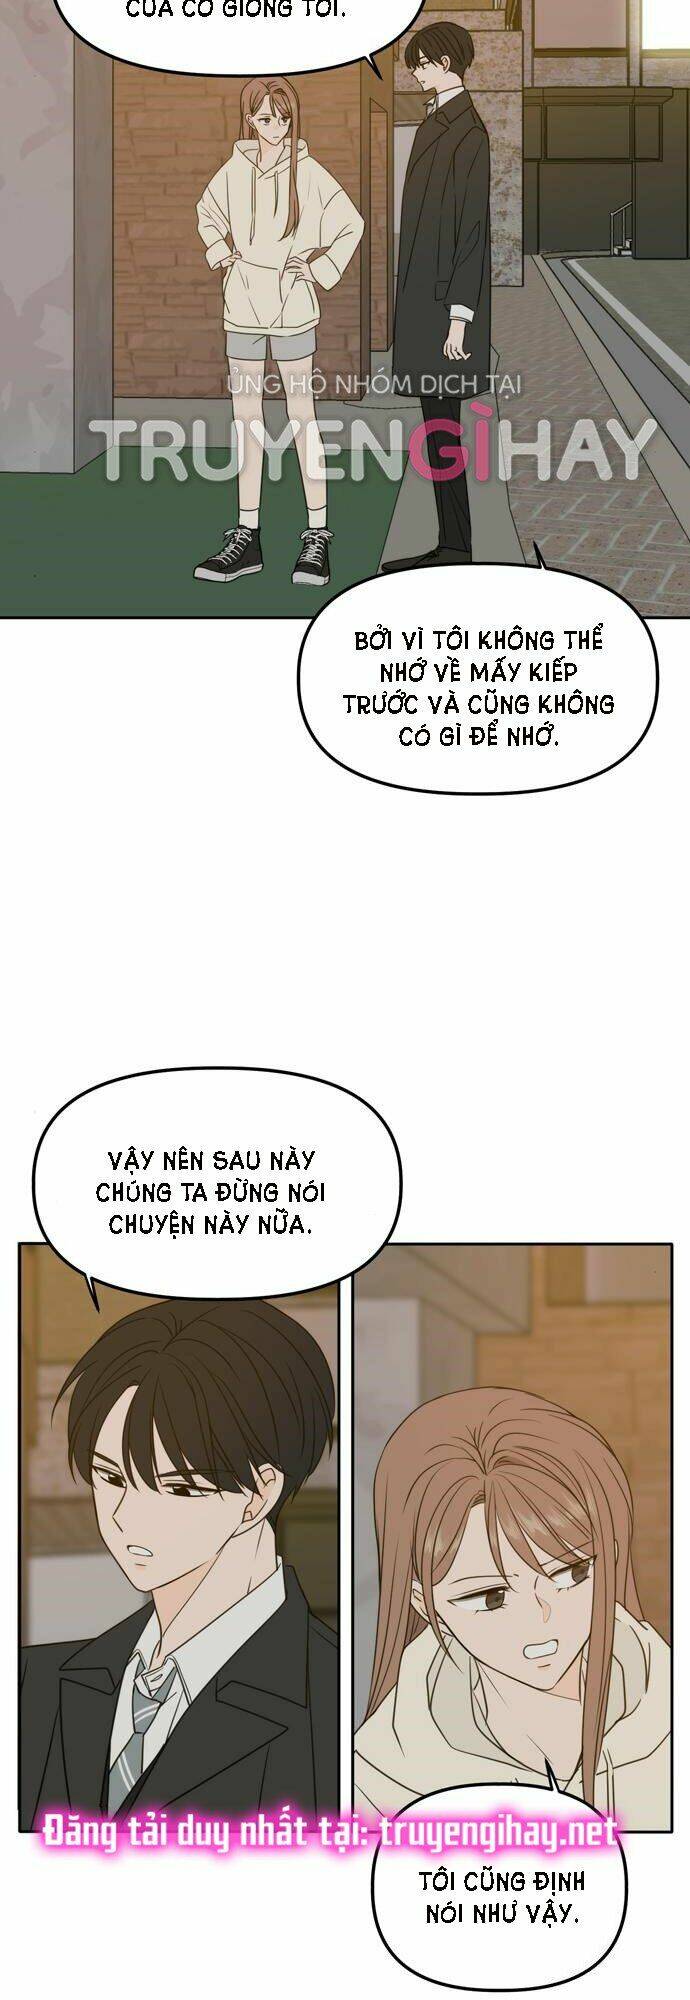 CỦA CÔ GIỐNG TÔI.
ỦNG HỘ NHÓM DỊCH TẠI
TRUYENGÌHAY
BỞI VÌ TÔI KHÔNG THỂ
NHỚ VỀ MẤY KIẾP
TRƯỚC VÀ CŨNG KHÔNG
CÓ GÌ ĐỂ NHỚ.
VẬY NÊN SAU NÀY
CHÚNG TA ĐỪNG NÓI
CHUYỆN NÀY NỮA.
Đăng tải duy nhất tại: truyengihay.net
TÔI CŨNG ĐỊNH
NÓI NHƯ VẬY.